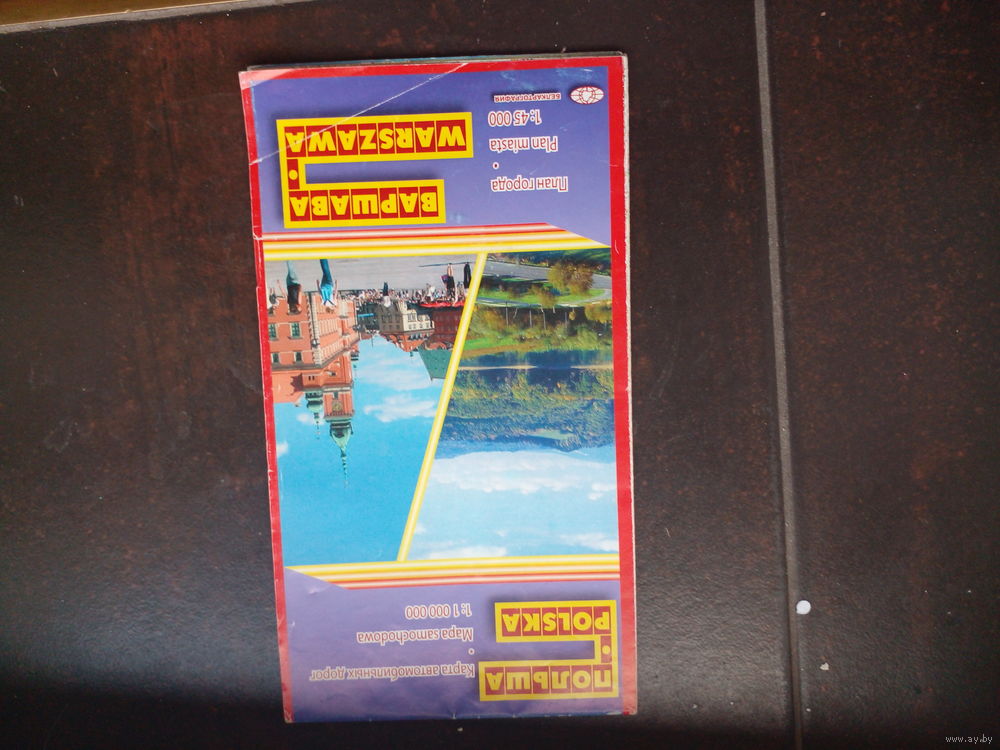 ПОЛЬША
POLSKA
Карта автомобильных дорог
•
Mapa samochodowa
1: 1 000 000
ВАРШАВА
WARSZAWA
План города
•
Plan miasta
1: 45 000
БЕЛКАРТОГРАФИЯ
www.ay.by